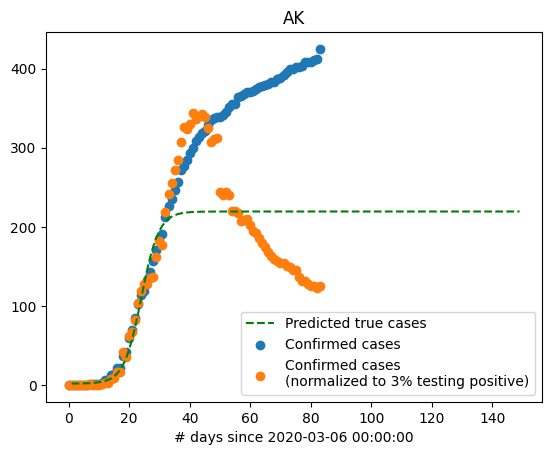 AK
400
300
200
100
0
Predicted true cases
Confirmed cases
Confirmed cases
(normalized to 3% testing positive)
0 20 40 60 80 100 120 140
# days since 2020-03-06 00:00:00